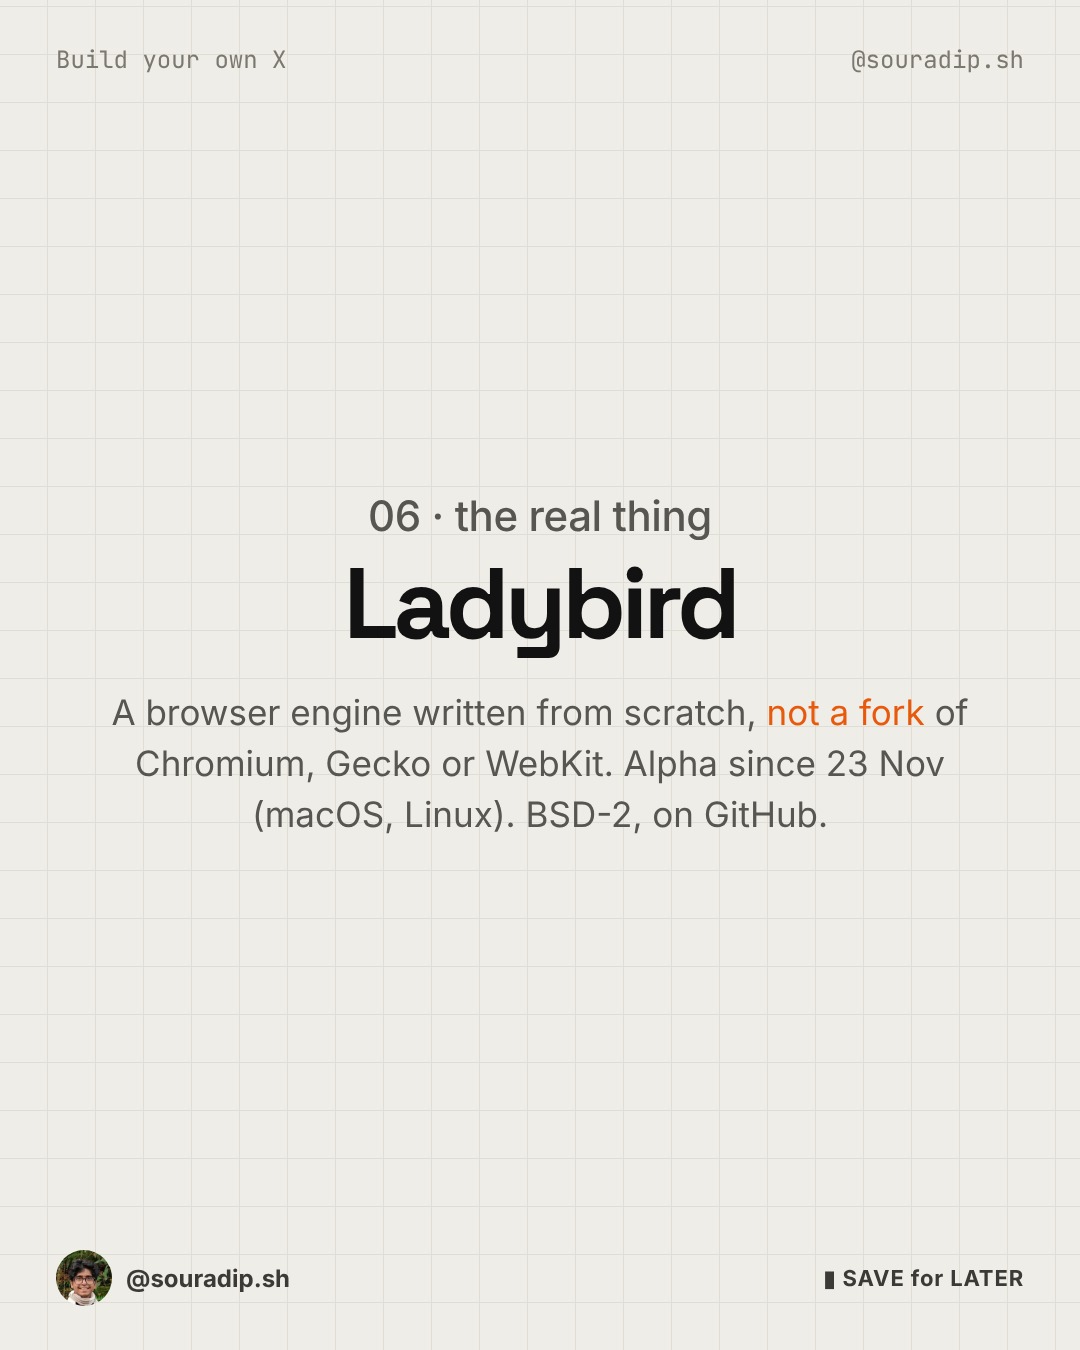 Build your own X
@souradip.sh
06 · the real thing
Ladybird
A browser engine written from scratch, not a fork of
Chromium, Gecko or WebKit. Alpha since 23 Nov
(macOS, Linux). BSD-2, on GitHub.
@souradip.sh
▮ SAVE for LATER